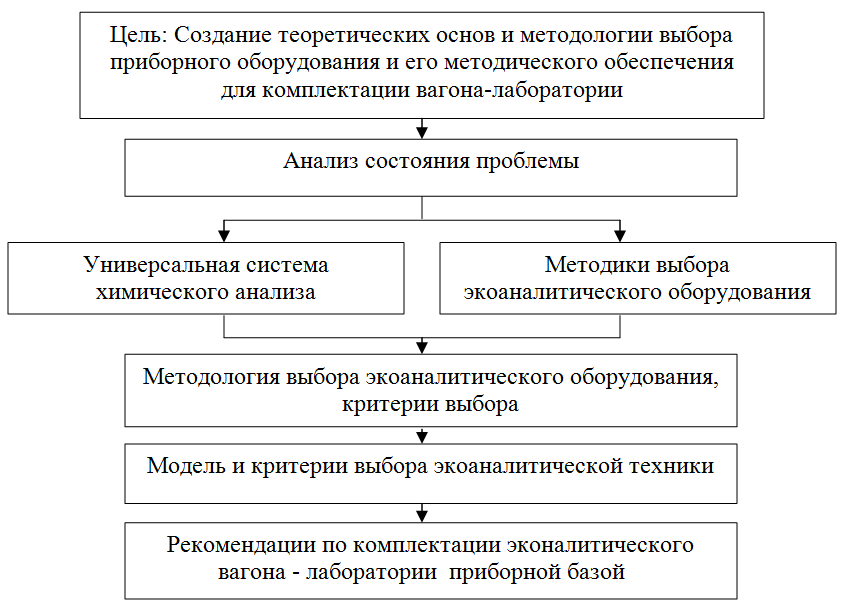 Цель: Создание теоретических основ и методологии выбора
приборного оборудования и его методического обеспечения
для комплектации вагона-лаборатории
Анализ состояния проблемы
Универсальная система
химического анализа
Методики выбора
экоаналитического оборудования
Методология выбора экоаналитического оборудования,
критерии выбора
Модель и критерии выбора экоаналитической техники
Рекомендации по комплектации эконалитического
вагона - лаборатории приборной базой